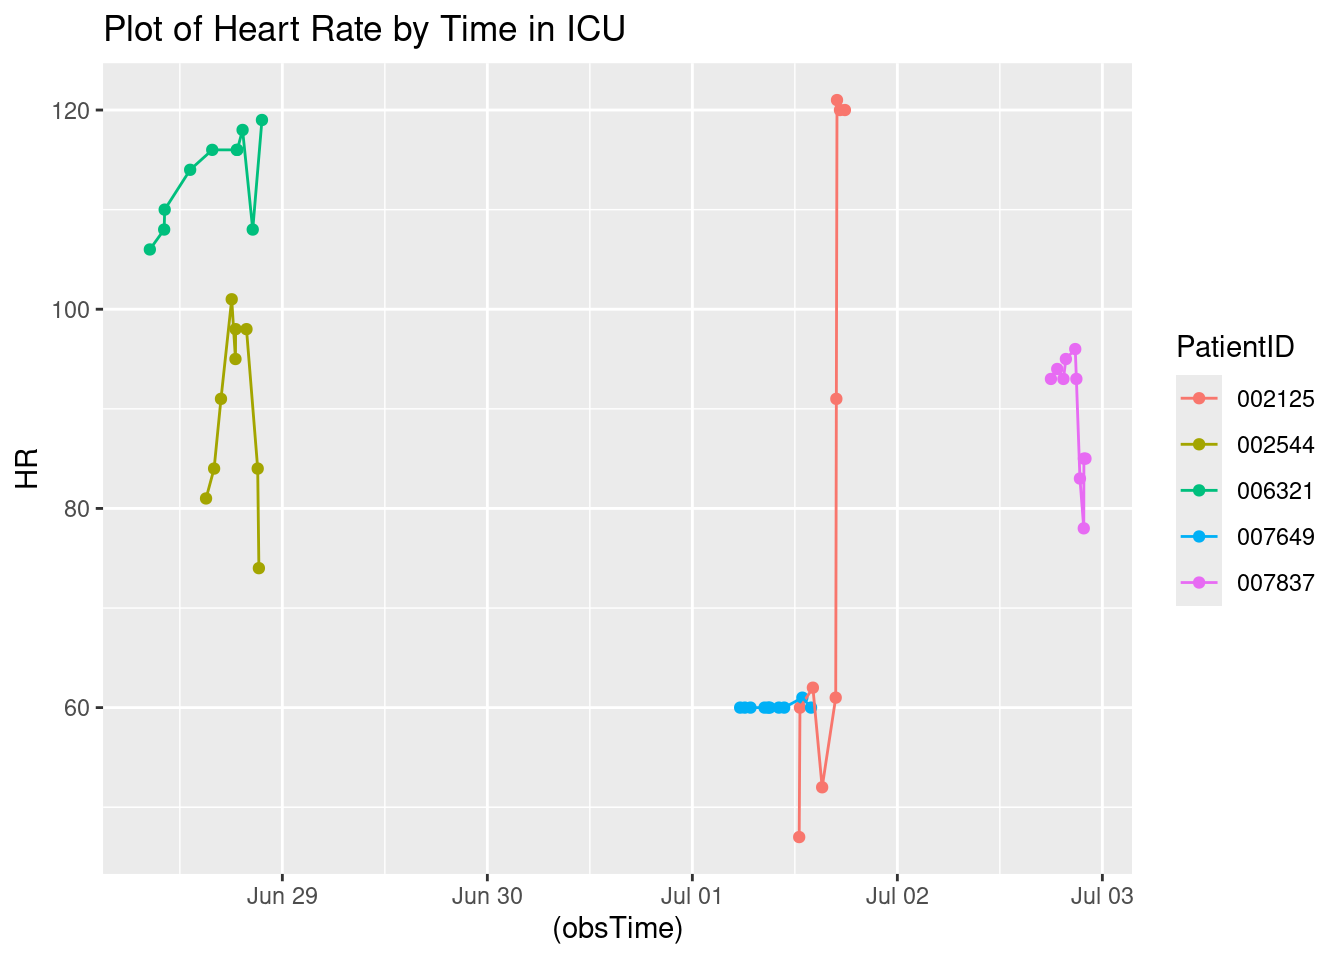 Plot of Heart Rate by Time in ICU
120
100
80
60
HR
Jun 29 Jun 30 Jul 01 Jul 02 Jul 03
(obsTime)
PatientID
002125
002544
006321
007649
007837